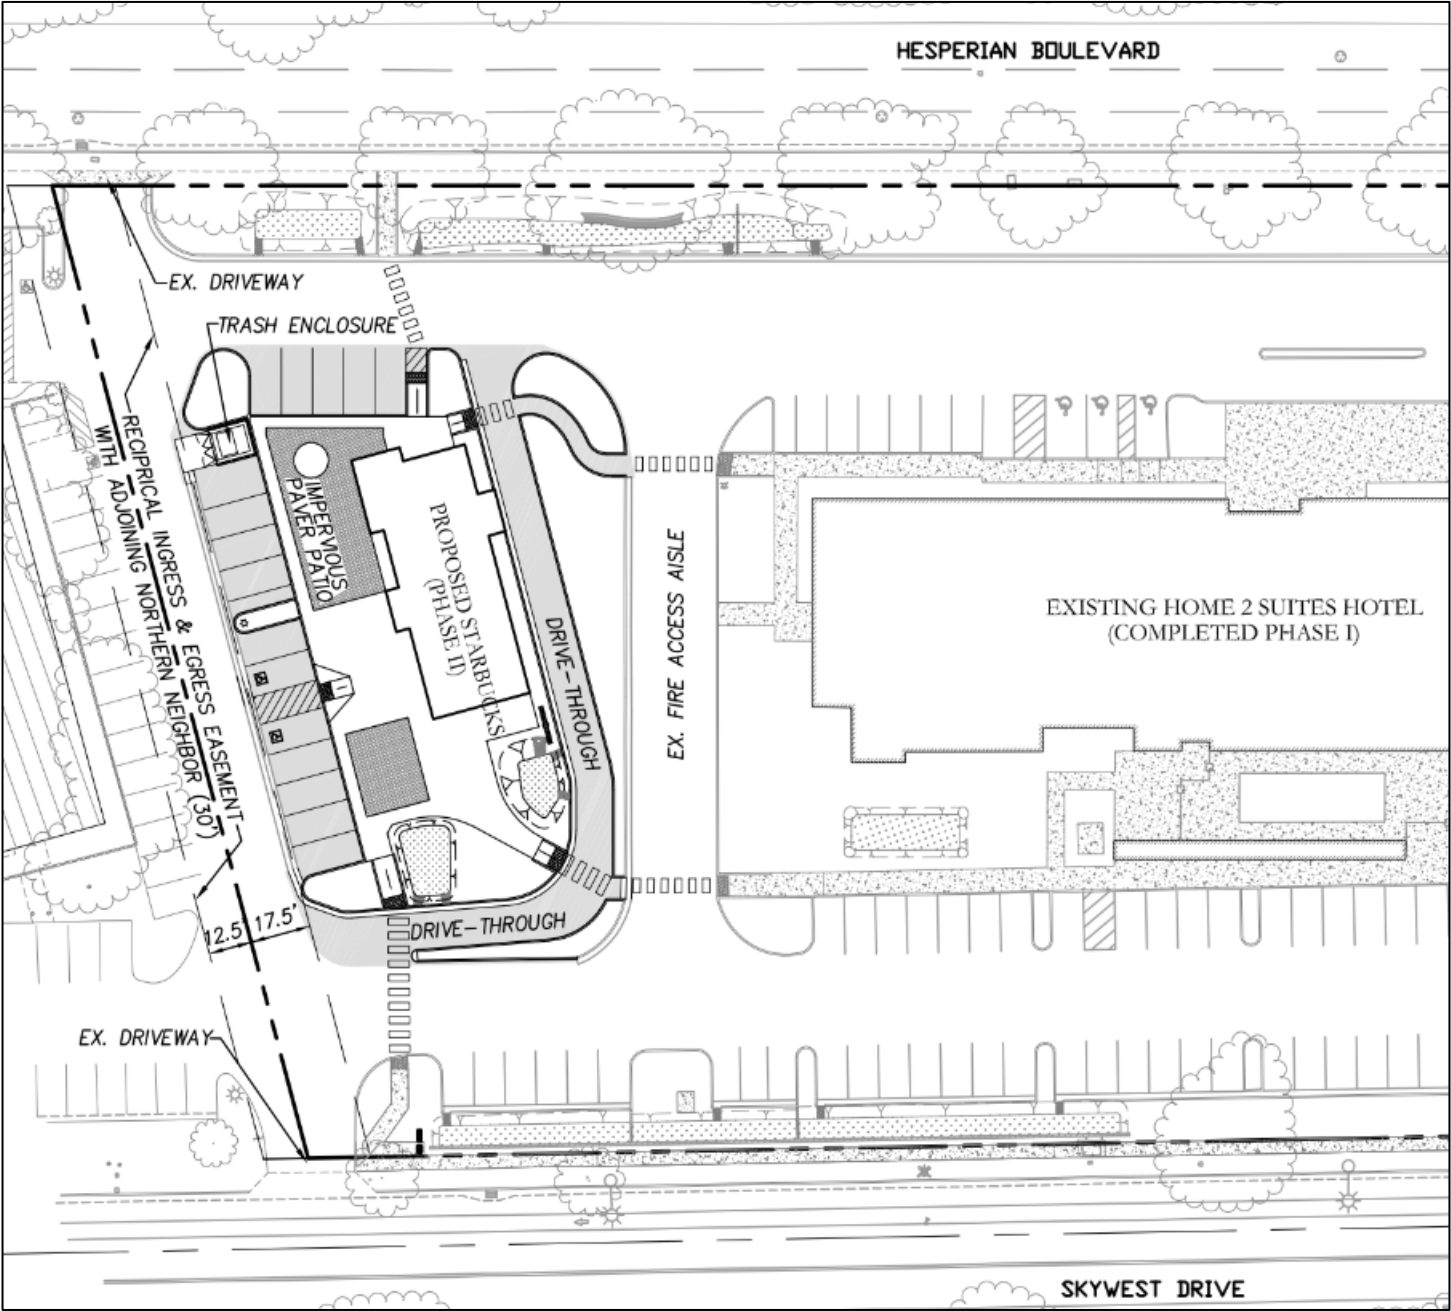 HESPERIAN BOULEVARD
EX. DRIVEWAY
TRASH ENCLOSURE
RECIPRICAL INGRESS & EGRESS EASEMENT
WITH ADJOINING NORTHERN NEIGHBOR (30')
IMPERVIOUS
PAVER PATIO
PROPOSED STARBUCKS
(PHASE II)
DRIVE-THROUGH
EX. FIRE ACCESS AISLE
EXISTING HOME 2 SUITES HOTEL
(COMPLETED PHASE I)
12.5' 17.5'
DRIVE-THROUGH
EX. DRIVEWAY
SKYWEST DRIVE